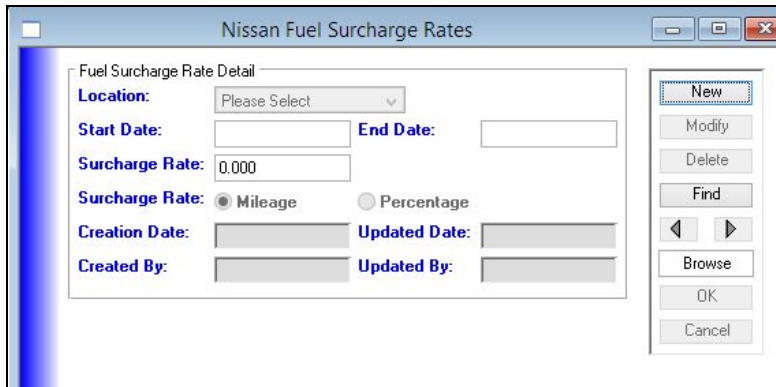 Nissan Fuel Surcharge Rates
Fuel Surcharge Rate Detail
Location: Please Select
Start Date: End Date:
Surcharge Rate: 0.000
Surcharge Rate: Mileage Percentage
Creation Date: Updated Date:
Created By: Updated By:
New
Modify
Delete
Find
Browse
OK
Cancel